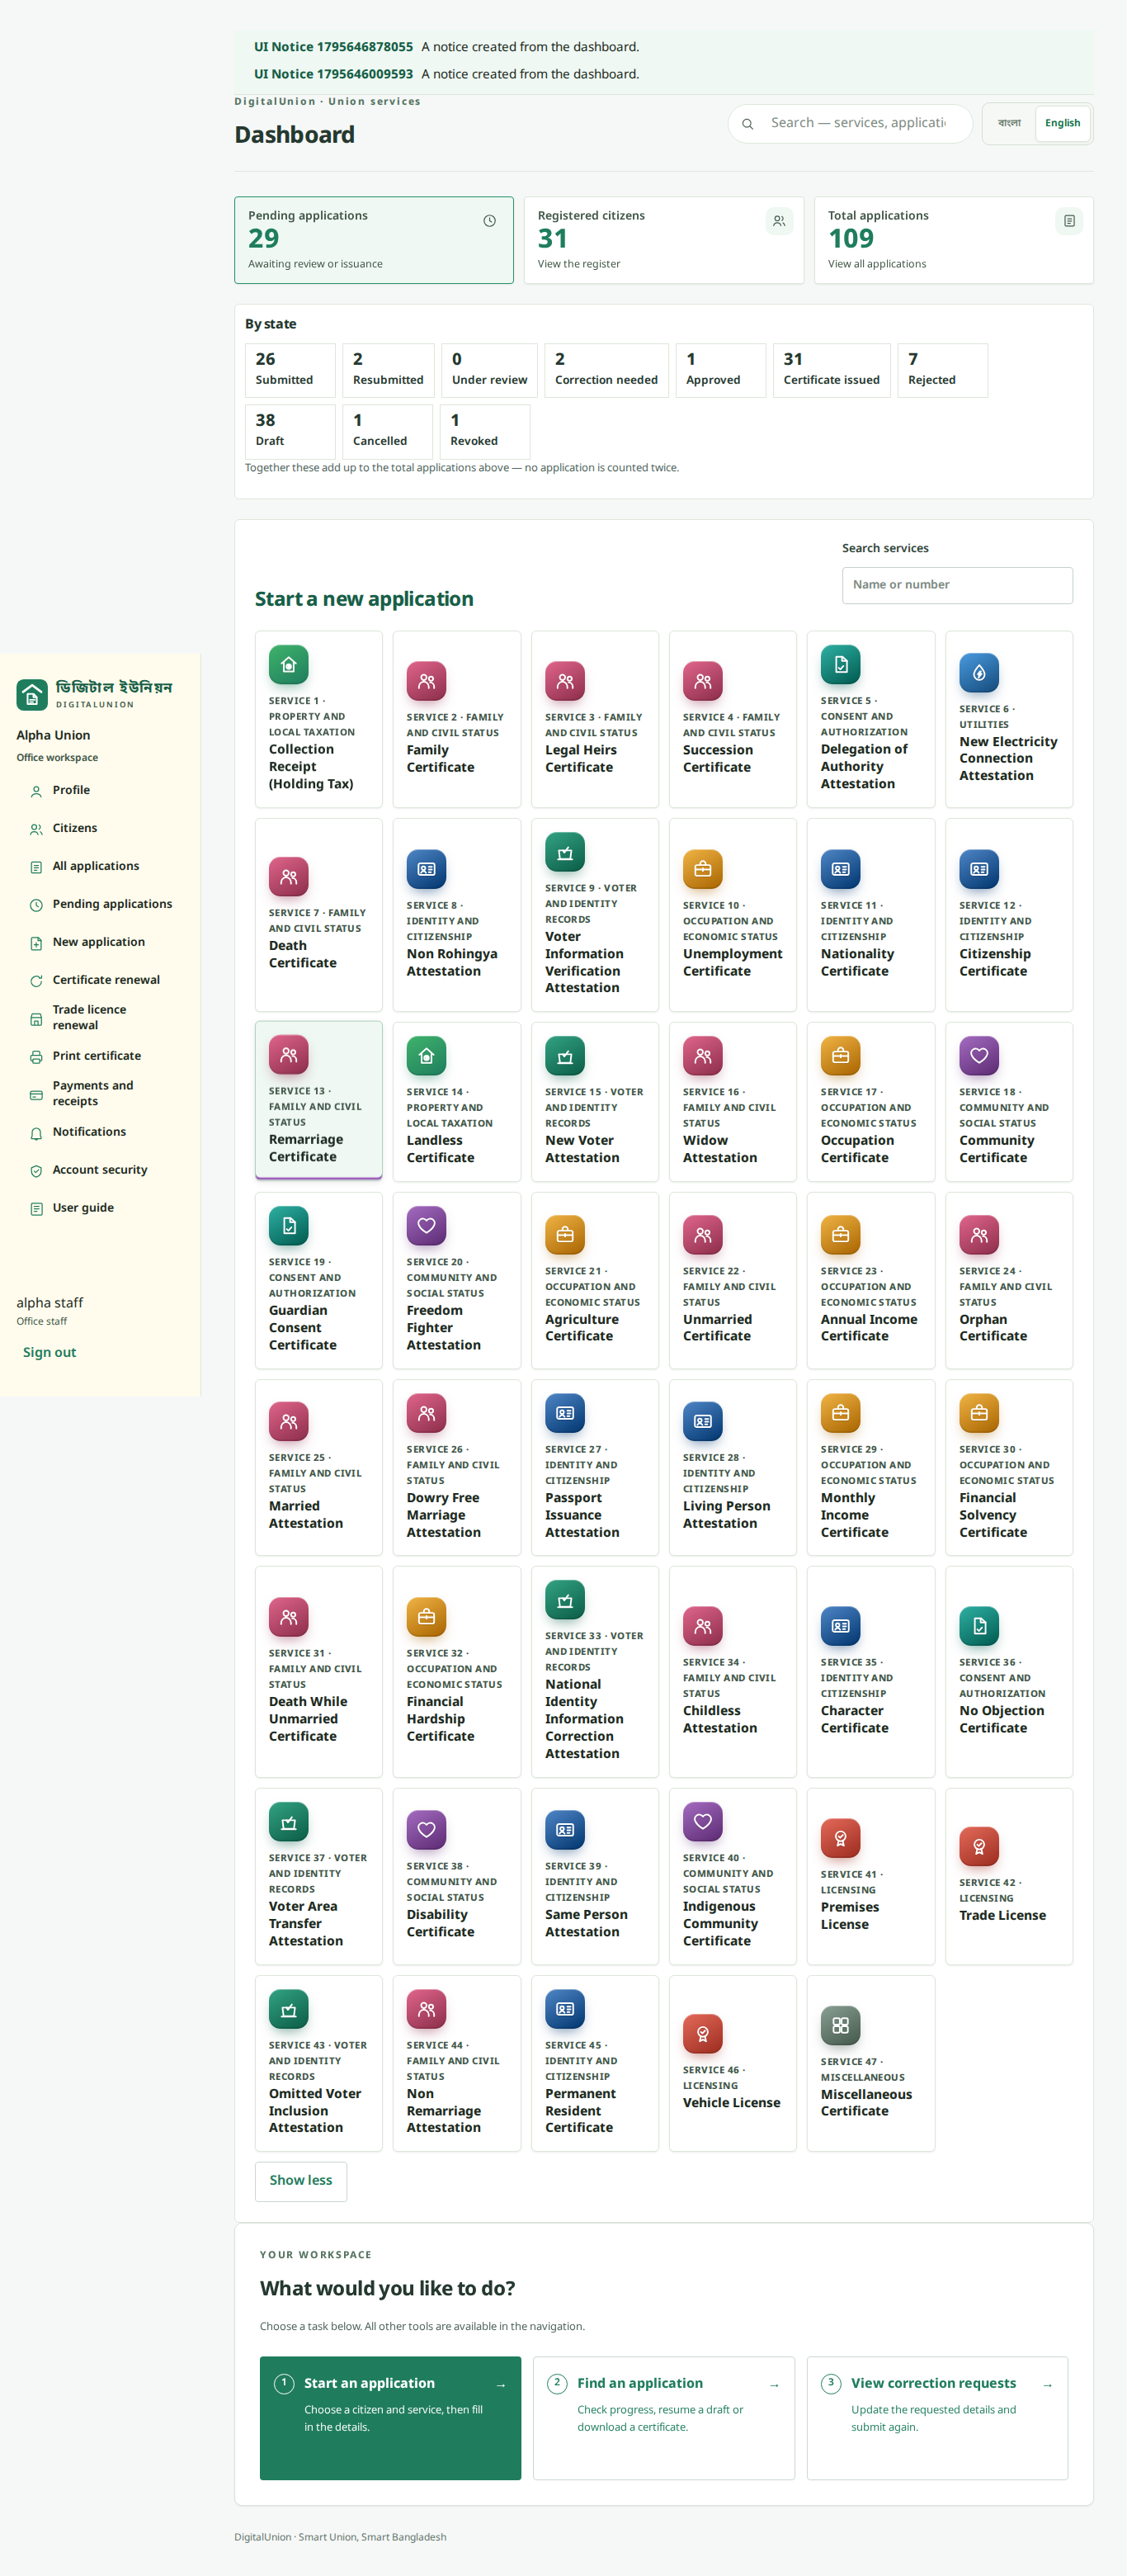 UI Notice 1795646878055 A notice created from the dashboard.
UI Notice 1795646009593 A notice created from the dashboard.
DigitalUnion · Union services
Dashboard
Search — services, applicati
বাংলা
English
Pending applications
29
Awaiting review or issuance
Registered citizens
31
View the register
Total applications
109
View all applications
By state
26
Submitted
2
Resubmitted
0
Under review
2
Correction needed
1
Approved
31
Certificate issued
7
Rejected
38
Draft
1
Cancelled
1
Revoked
Together these add up to the total applications above — no application is counted twice.
Start a new application
Search services
Name or number
SERVICE 1 ·
PROPERTY AND
LOCAL TAXATION
Collection
Receipt
(Holding Tax)
SERVICE 2 · FAMILY
AND CIVIL STATUS
Family
Certificate
SERVICE 3 · FAMILY
AND CIVIL STATUS
Legal Heirs
Certificate
SERVICE 4 · FAMILY
AND CIVIL STATUS
Succession
Certificate
SERVICE 5 ·
CONSENT AND
AUTHORIZATION
Delegation of
Authority
Attestation
SERVICE 6 ·
UTILITIES
New Electricity
Connection
Attestation
SERVICE 7 · FAMILY
AND CIVIL STATUS
Death
Certificate
SERVICE 8 ·
IDENTITY AND
CITIZENSHIP
Non Rohingya
Attestation
SERVICE 9 · VOTER
AND IDENTITY
RECORDS
Voter
Information
Verification
Attestation
SERVICE 10 ·
OCCUPATION AND
ECONOMIC STATUS
Unemployment
Certificate
SERVICE 11 ·
IDENTITY AND
CITIZENSHIP
Nationality
Certificate
SERVICE 12 ·
IDENTITY AND
CITIZENSHIP
Citizenship
Certificate
SERVICE 13 ·
FAMILY AND CIVIL
STATUS
Remarriage
Certificate
SERVICE 14 ·
PROPERTY AND
LOCAL TAXATION
Landless
Certificate
SERVICE 15 · VOTER
AND IDENTITY
RECORDS
New Voter
Attestation
SERVICE 16 ·
FAMILY AND CIVIL
STATUS
Widow
Attestation
SERVICE 17 ·
OCCUPATION AND
ECONOMIC STATUS
Occupation
Certificate
SERVICE 18 ·
COMMUNITY AND
SOCIAL STATUS
Community
Certificate
SERVICE 19 ·
CONSENT AND
AUTHORIZATION
Guardian
Consent
Certificate
SERVICE 20 ·
COMMUNITY AND
SOCIAL STATUS
Freedom
Fighter
Attestation
SERVICE 21 ·
OCCUPATION AND
ECONOMIC STATUS
Agriculture
Certificate
SERVICE 22 ·
FAMILY AND CIVIL
STATUS
Unmarried
Certificate
SERVICE 23 ·
OCCUPATION AND
ECONOMIC STATUS
Annual Income
Certificate
SERVICE 24 ·
FAMILY AND CIVIL
STATUS
Orphan
Certificate
SERVICE 25 ·
FAMILY AND CIVIL
STATUS
Married
Attestation
SERVICE 26 ·
FAMILY AND CIVIL
STATUS
Dowry Free
Marriage
Attestation
SERVICE 27 ·
IDENTITY AND
CITIZENSHIP
Passport
Issuance
Attestation
SERVICE 28 ·
IDENTITY AND
CITIZENSHIP
Living Person
Attestation
SERVICE 29 ·
OCCUPATION AND
ECONOMIC STATUS
Monthly
Income
Certificate
SERVICE 30 ·
OCCUPATION AND
ECONOMIC STATUS
Financial
Solvency
Certificate
SERVICE 31 ·
FAMILY AND CIVIL
STATUS
Death While
Unmarried
Certificate
SERVICE 32 ·
OCCUPATION AND
ECONOMIC STATUS
Financial
Hardship
Certificate
SERVICE 33 · VOTER
AND IDENTITY
RECORDS
National
Identity
Information
Correction
Attestation
SERVICE 34 ·
FAMILY AND CIVIL
STATUS
Childless
Attestation
SERVICE 35 ·
IDENTITY AND
CITIZENSHIP
Character
Certificate
SERVICE 36 ·
CONSENT AND
AUTHORIZATION
No Objection
Certificate
SERVICE 37 · VOTER
AND IDENTITY
RECORDS
Voter Area
Transfer
Attestation
SERVICE 38 ·
COMMUNITY AND
SOCIAL STATUS
Disability
Certificate
SERVICE 39 ·
IDENTITY AND
CITIZENSHIP
Same Person
Attestation
SERVICE 40 ·
COMMUNITY AND
SOCIAL STATUS
Indigenous
Community
Certificate
SERVICE 41 ·
LICENSING
Premises
License
SERVICE 42 ·
LICENSING
Trade License
SERVICE 43 · VOTER
AND IDENTITY
RECORDS
Omitted Voter
Inclusion
Attestation
SERVICE 44 ·
FAMILY AND CIVIL
STATUS
Non
Remarriage
Attestation
SERVICE 45 ·
IDENTITY AND
CITIZENSHIP
Permanent
Resident
Certificate
SERVICE 46 ·
LICENSING
Vehicle License
SERVICE 47 ·
MISCELLANEOUS
Miscellaneous
Certificate
Show less
YOUR WORKSPACE
What would you like to do?
Choose a task below. All other tools are available in the navigation.
1
Start an application →
Choose a citizen and service, then fill
in the details.
2
Find an application →
Check progress, resume a draft or
download a certificate.
3
View correction requests →
Update the requested details and
submit again.
DigitalUnion · Smart Union, Smart Bangladesh
ডিজিটাল ইউনিয়ন
DIGITALUNION
Alpha Union
Office workspace
Profile
Citizens
All applications
Pending applications
New application
Certificate renewal
Trade licence
renewal
Print certificate
Payments and
receipts
Notifications
Account security
User guide
alpha staff
Office staff
Sign out